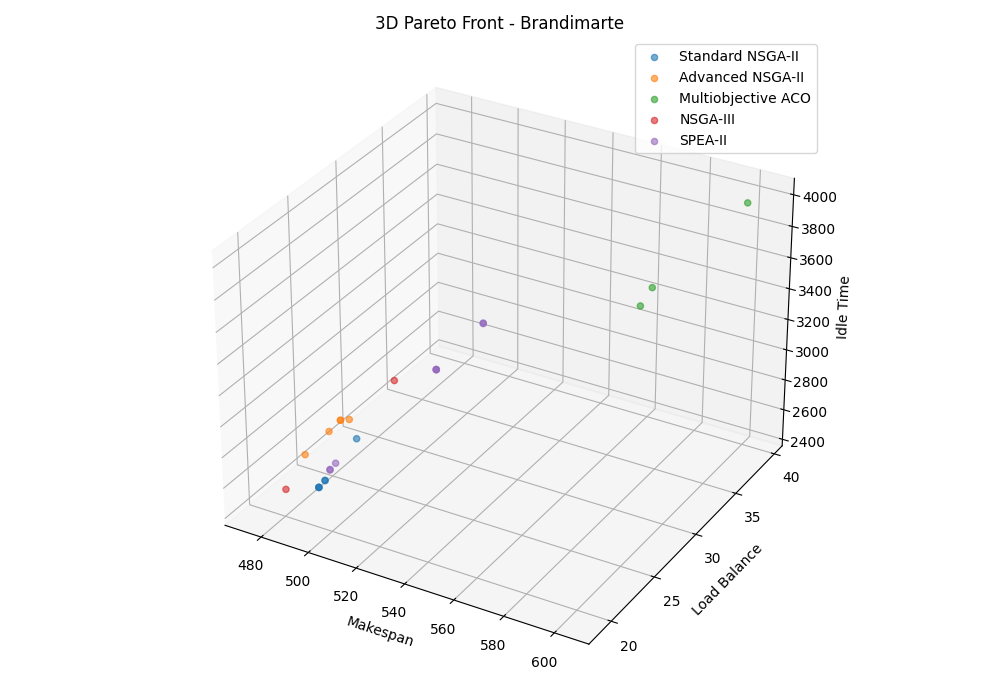 3D Pareto Front - Brandimarte
Standard NSGA-II
Advanced NSGA-II
Multiobjective ACO
NSGA-III
SPEA-II
4000
3800
3600
3400
3200
3000
2800
2600
2400
Idle Time
40
35
30
25
20
Load Balance
480
500
520
540
560
580
600
Makespan